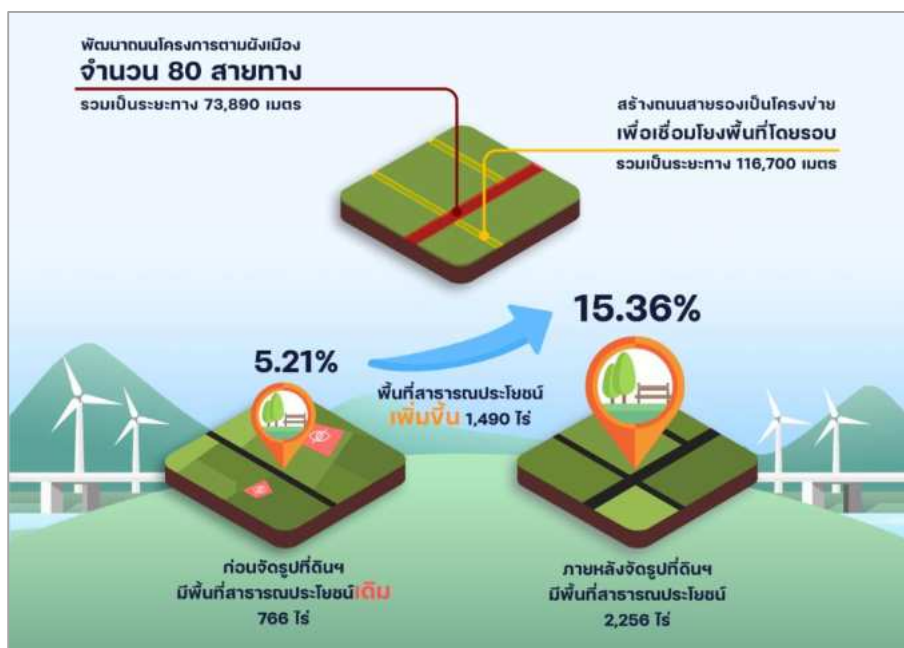 พัฒนาถนนโครงการตามผังเมือง
จำนวน 80 สายทาง
รวมเป็นระยะทาง 73,890 เมตร
สร้างถนนสายรองเป็นโครงข่าย
เพื่อเชื่อมโยงพื้นที่โดยรอบ
รวมเป็นระยะทาง 116,700 เมตร
5.21%
15.36%
พื้นที่สาธารณประโยชน์
เพิ่มขึ้น 1,490 ไร่
ก่อนจัดรูปที่ดินฯ
มีพื้นที่สาธารณประโยชน์เดิม
766 ไร่
ภายหลังจัดรูปที่ดินฯ
มีพื้นที่สาธารณประโยชน์
2,256 ไร่